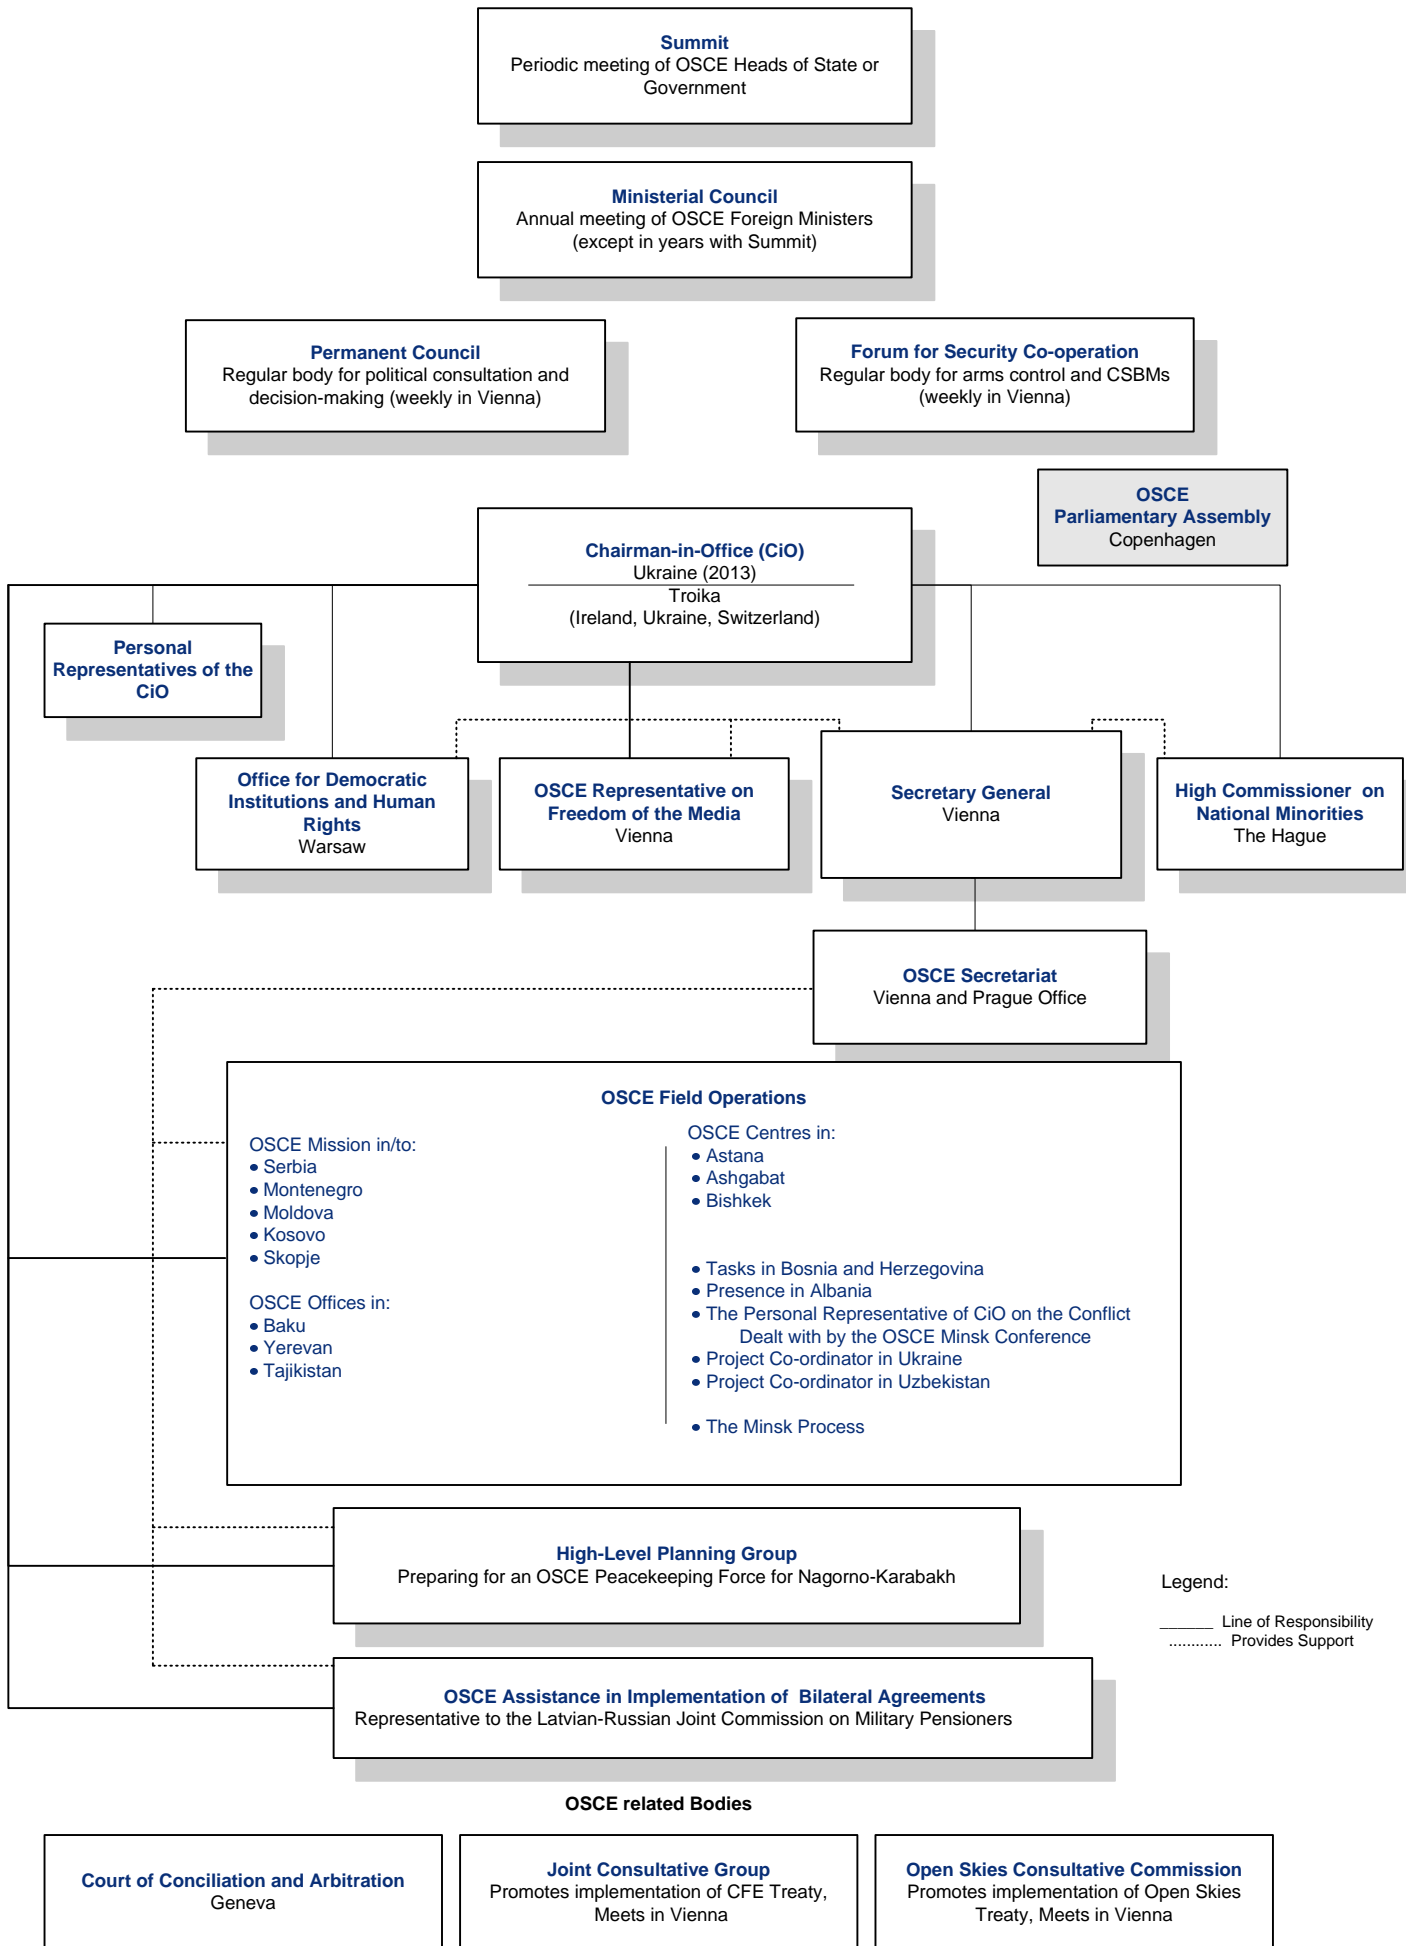 Summit
Periodic meeting of OSCE Heads of State or
Government
Ministerial Council
Annual meeting of OSCE Foreign Ministers
(except in years with Summit)
Permanent Council
Regular body for political consultation and
decision-making (weekly in Vienna)
Forum for Security Co-operation
Regular body for arms control and CSBMs
(weekly in Vienna)
OSCE
Parliamentary Assembly
Copenhagen
Chairman-in-Office (CiO)
Ukraine (2013)
Troika
(Ireland, Ukraine, Switzerland)
Personal
Representatives of the
CiO
Office for Democratic
Institutions and Human
Rights
Warsaw
OSCE Representative on
Freedom of the Media
Vienna
Secretary General
Vienna
High Commissioner on
National Minorities
The Hague
OSCE Secretariat
Vienna and Prague Office
OSCE Field Operations
OSCE Mission in/to:
• Serbia
• Montenegro
• Moldova
• Kosovo
• Skopje
OSCE Offices in:
• Baku
• Yerevan
• Tajikistan
OSCE Centres in:
• Astana
• Ashgabat
• Bishkek
• Tasks in Bosnia and Herzegovina
• Presence in Albania
• The Personal Representative of CiO on the Conflict
Dealt with by the OSCE Minsk Conference
• Project Co-ordinator in Ukraine
• Project Co-ordinator in Uzbekistan
• The Minsk Process
High-Level Planning Group
Preparing for an OSCE Peacekeeping Force for Nagorno-Karabakh
Legend:
______ Line of Responsibility
............ Provides Support
OSCE Assistance in Implementation of Bilateral Agreements
Representative to the Latvian-Russian Joint Commission on Military Pensioners
OSCE related Bodies
Court of Conciliation and Arbitration
Geneva
Joint Consultative Group
Promotes implementation of CFE Treaty,
Meets in Vienna
Open Skies Consultative Commission
Promotes implementation of Open Skies
Treaty, Meets in Vienna